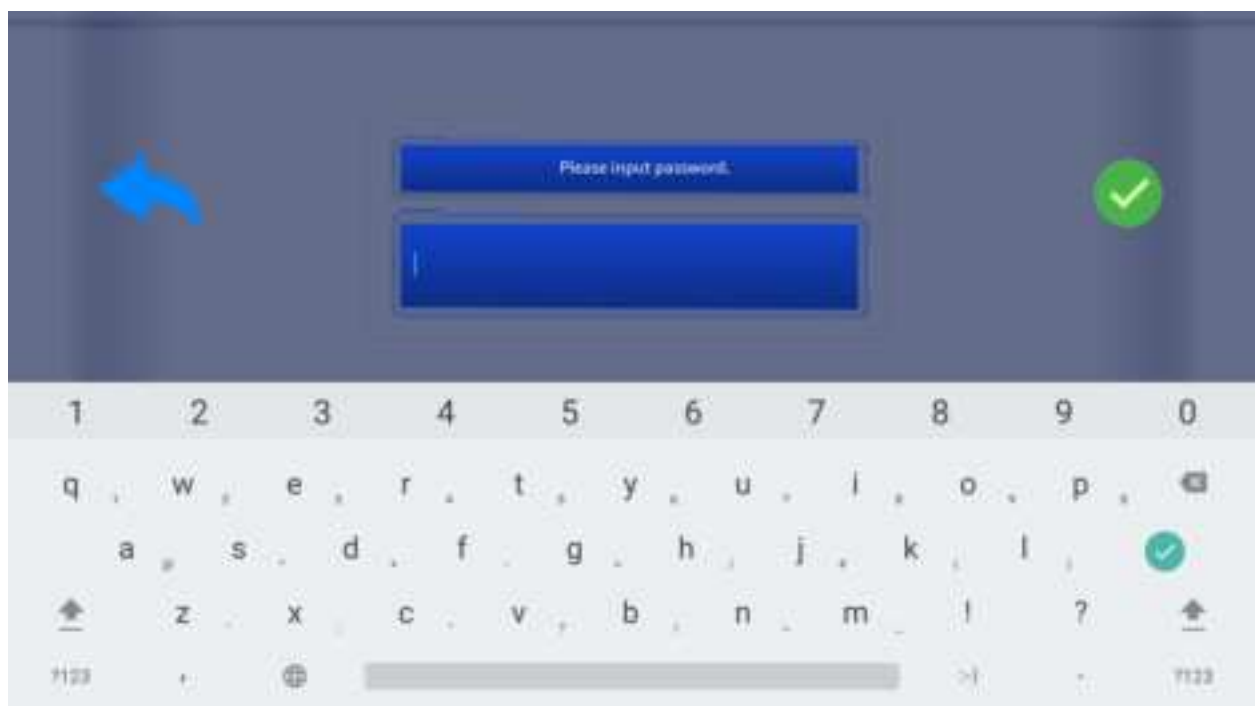 Please input password.
1 2 3 4 5 6 7 8 9 0
q w e r t y u i o p
a s d f g h j k l
z x c v b n m ! ?
?123 , :-) . ?123